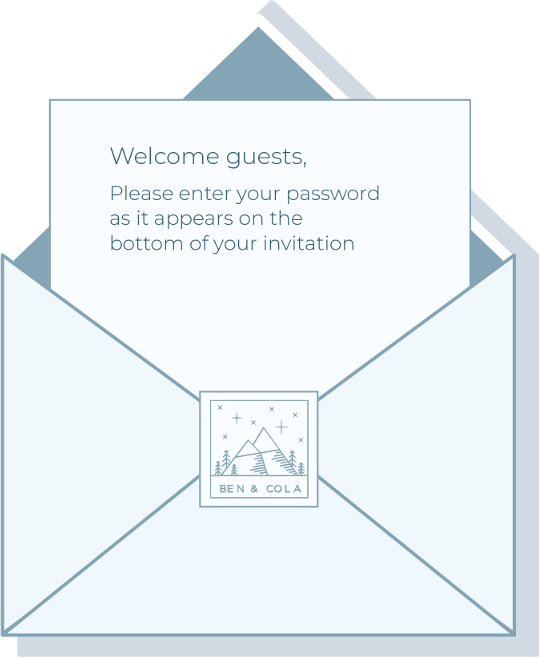 Welcome guests,
Please enter your password
as it appears on the
bottom of your invitation
BEN & COLA